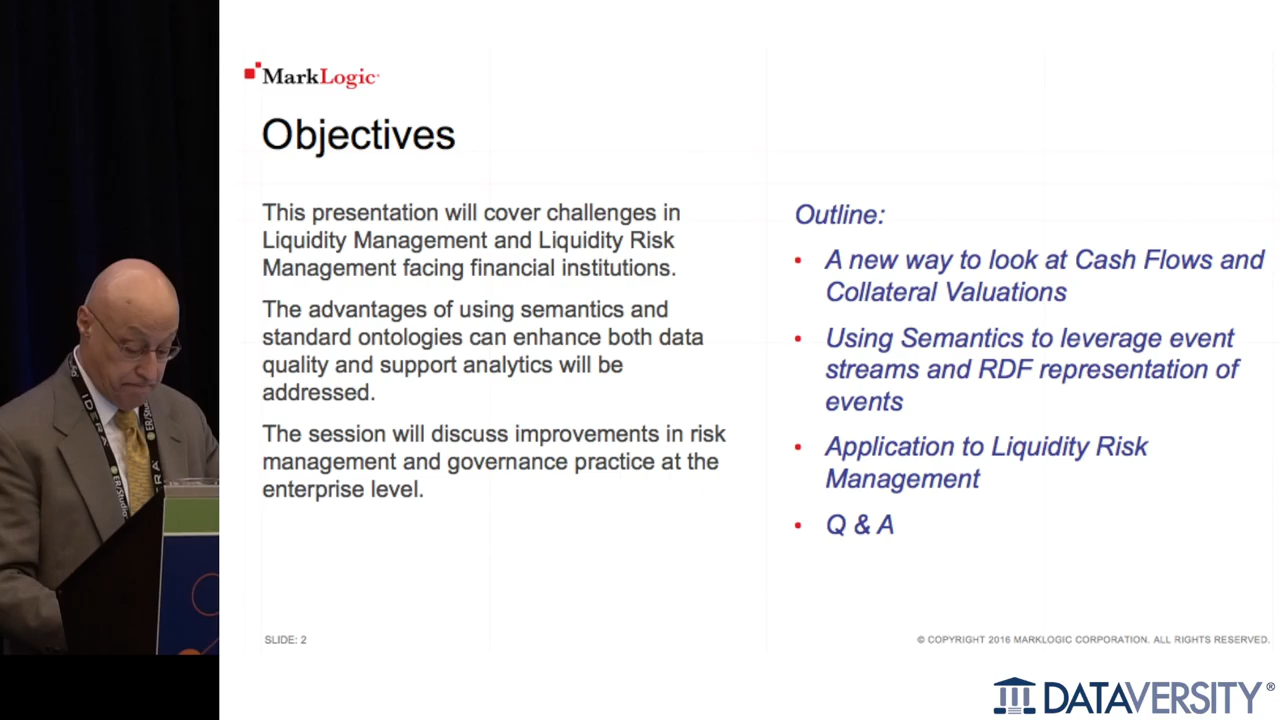 MarkLogic
Objectives
This presentation will cover challenges in
Liquidity Management and Liquidity Risk
Management facing financial institutions.
The advantages of using semantics and
standard ontologies can enhance both data
quality and support analytics will be
addressed.
The session will discuss improvements in risk
management and governance practice at the
enterprise level.
Outline:
• A new way to look at Cash Flows and
Collateral Valuations
• Using Semantics to leverage event
streams and RDF representation of
events
• Application to Liquidity Risk
Management
• Q & A
SLIDE: 2
© COPYRIGHT 2016 MARKLOGIC CORPORATION. ALL RIGHTS RESERVED.
DATAVERSITY®
IDERA
ER/Studio